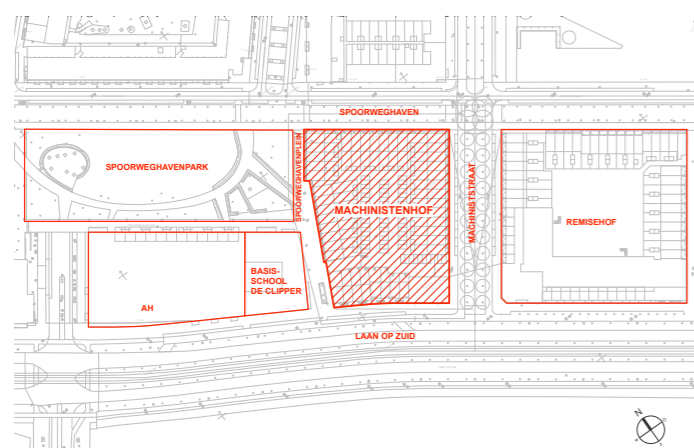 SPOORWEGHAVEN
SPOORWEGHAVENPARK
SPOORWEGHAVENPLEIN
MACHINISTENHOF
MACHINISTSTRAAT
REMISEHOF
BASIS-
SCHOOL
DE CLIPPER
AH
LAAN OP ZUID
N